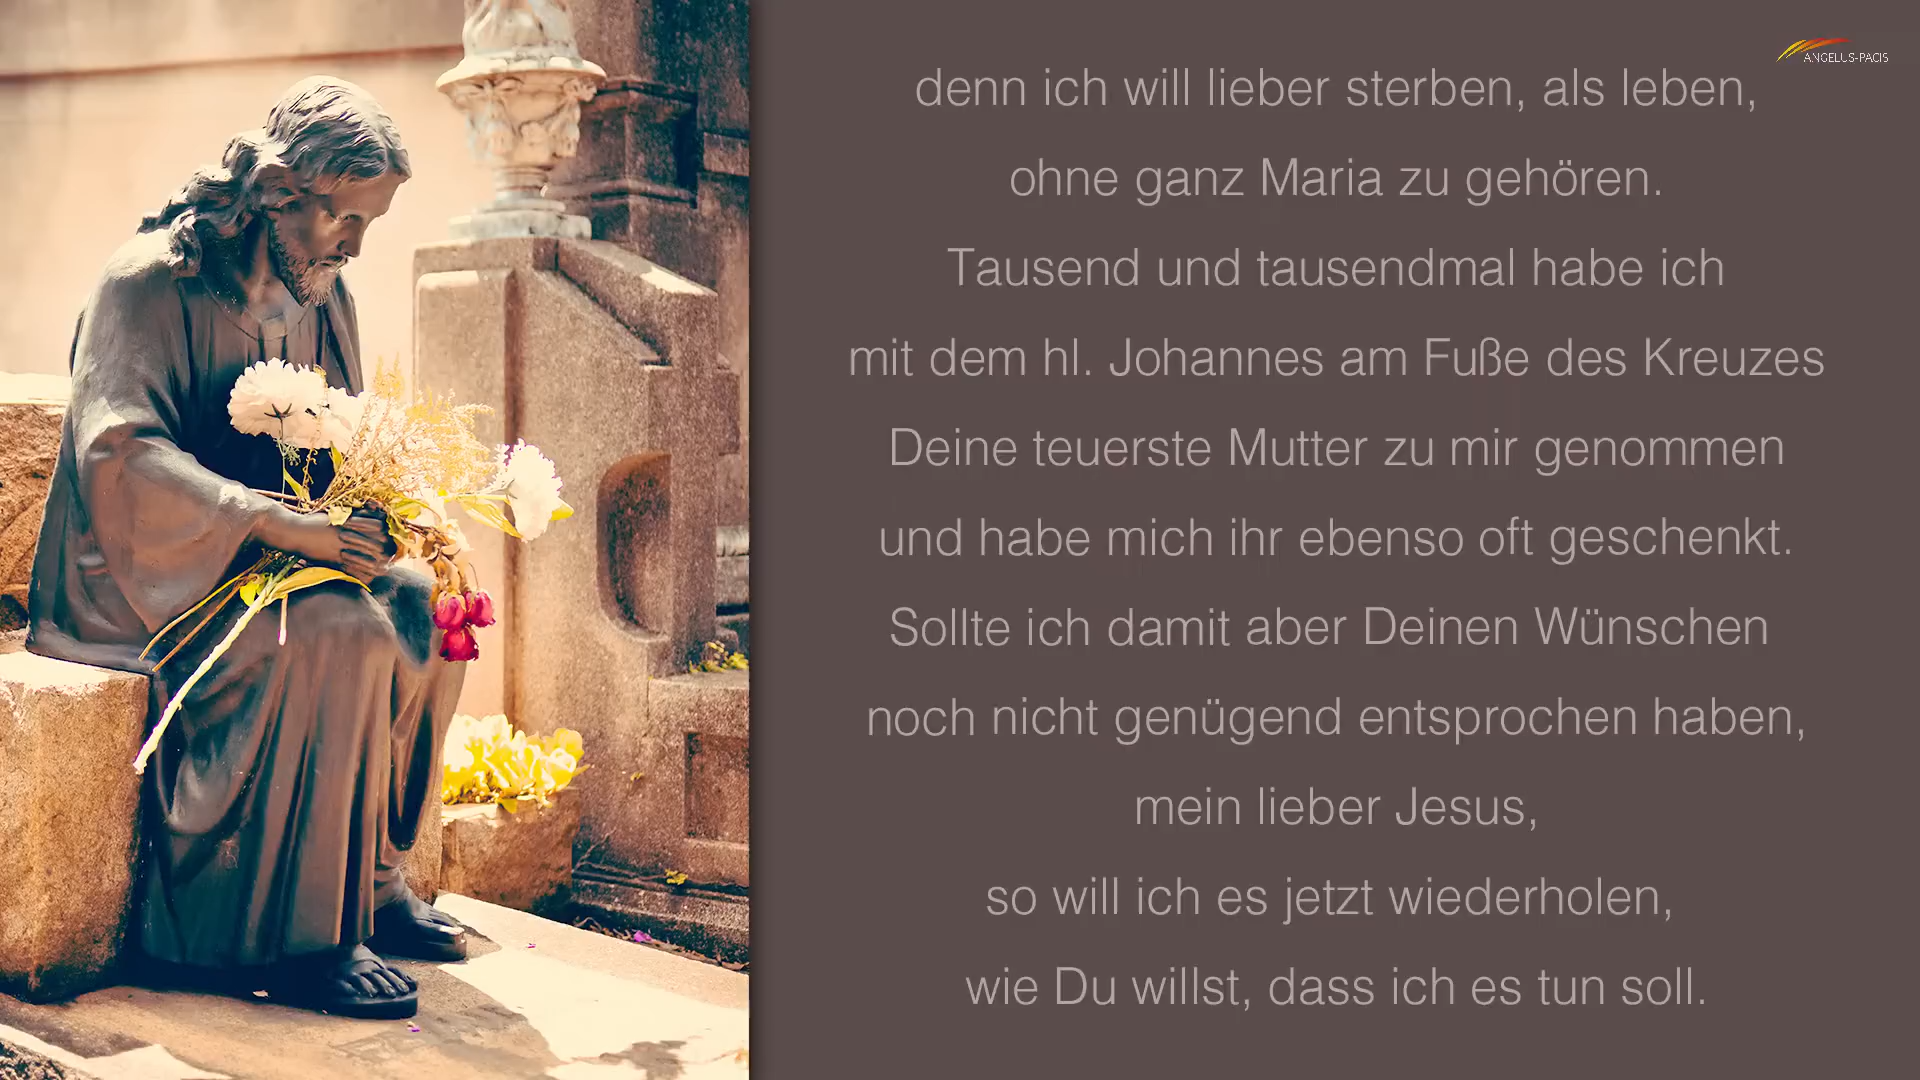 ANGELUS-PACIS
denn ich will lieber sterben, als leben,
ohne ganz Maria zu gehören.
Tausend und tausendmal habe ich
mit dem hl. Johannes am Fuße des Kreuzes
Deine teuerste Mutter zu mir genommen
und habe mich ihr ebenso oft geschenkt.
Sollte ich damit aber Deinen Wünschen
noch nicht genügend entsprochen haben,
mein lieber Jesus,
so will ich es jetzt wiederholen,
wie Du willst, dass ich es tun soll.